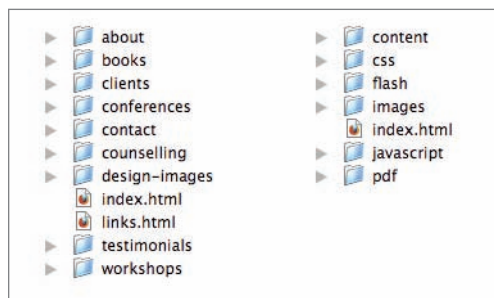 about
books
clients
conferences
contact
counselling
design-images
index.html
links.html
testimonials
workshops
content
css
flash
images
index.html
javascript
pdf